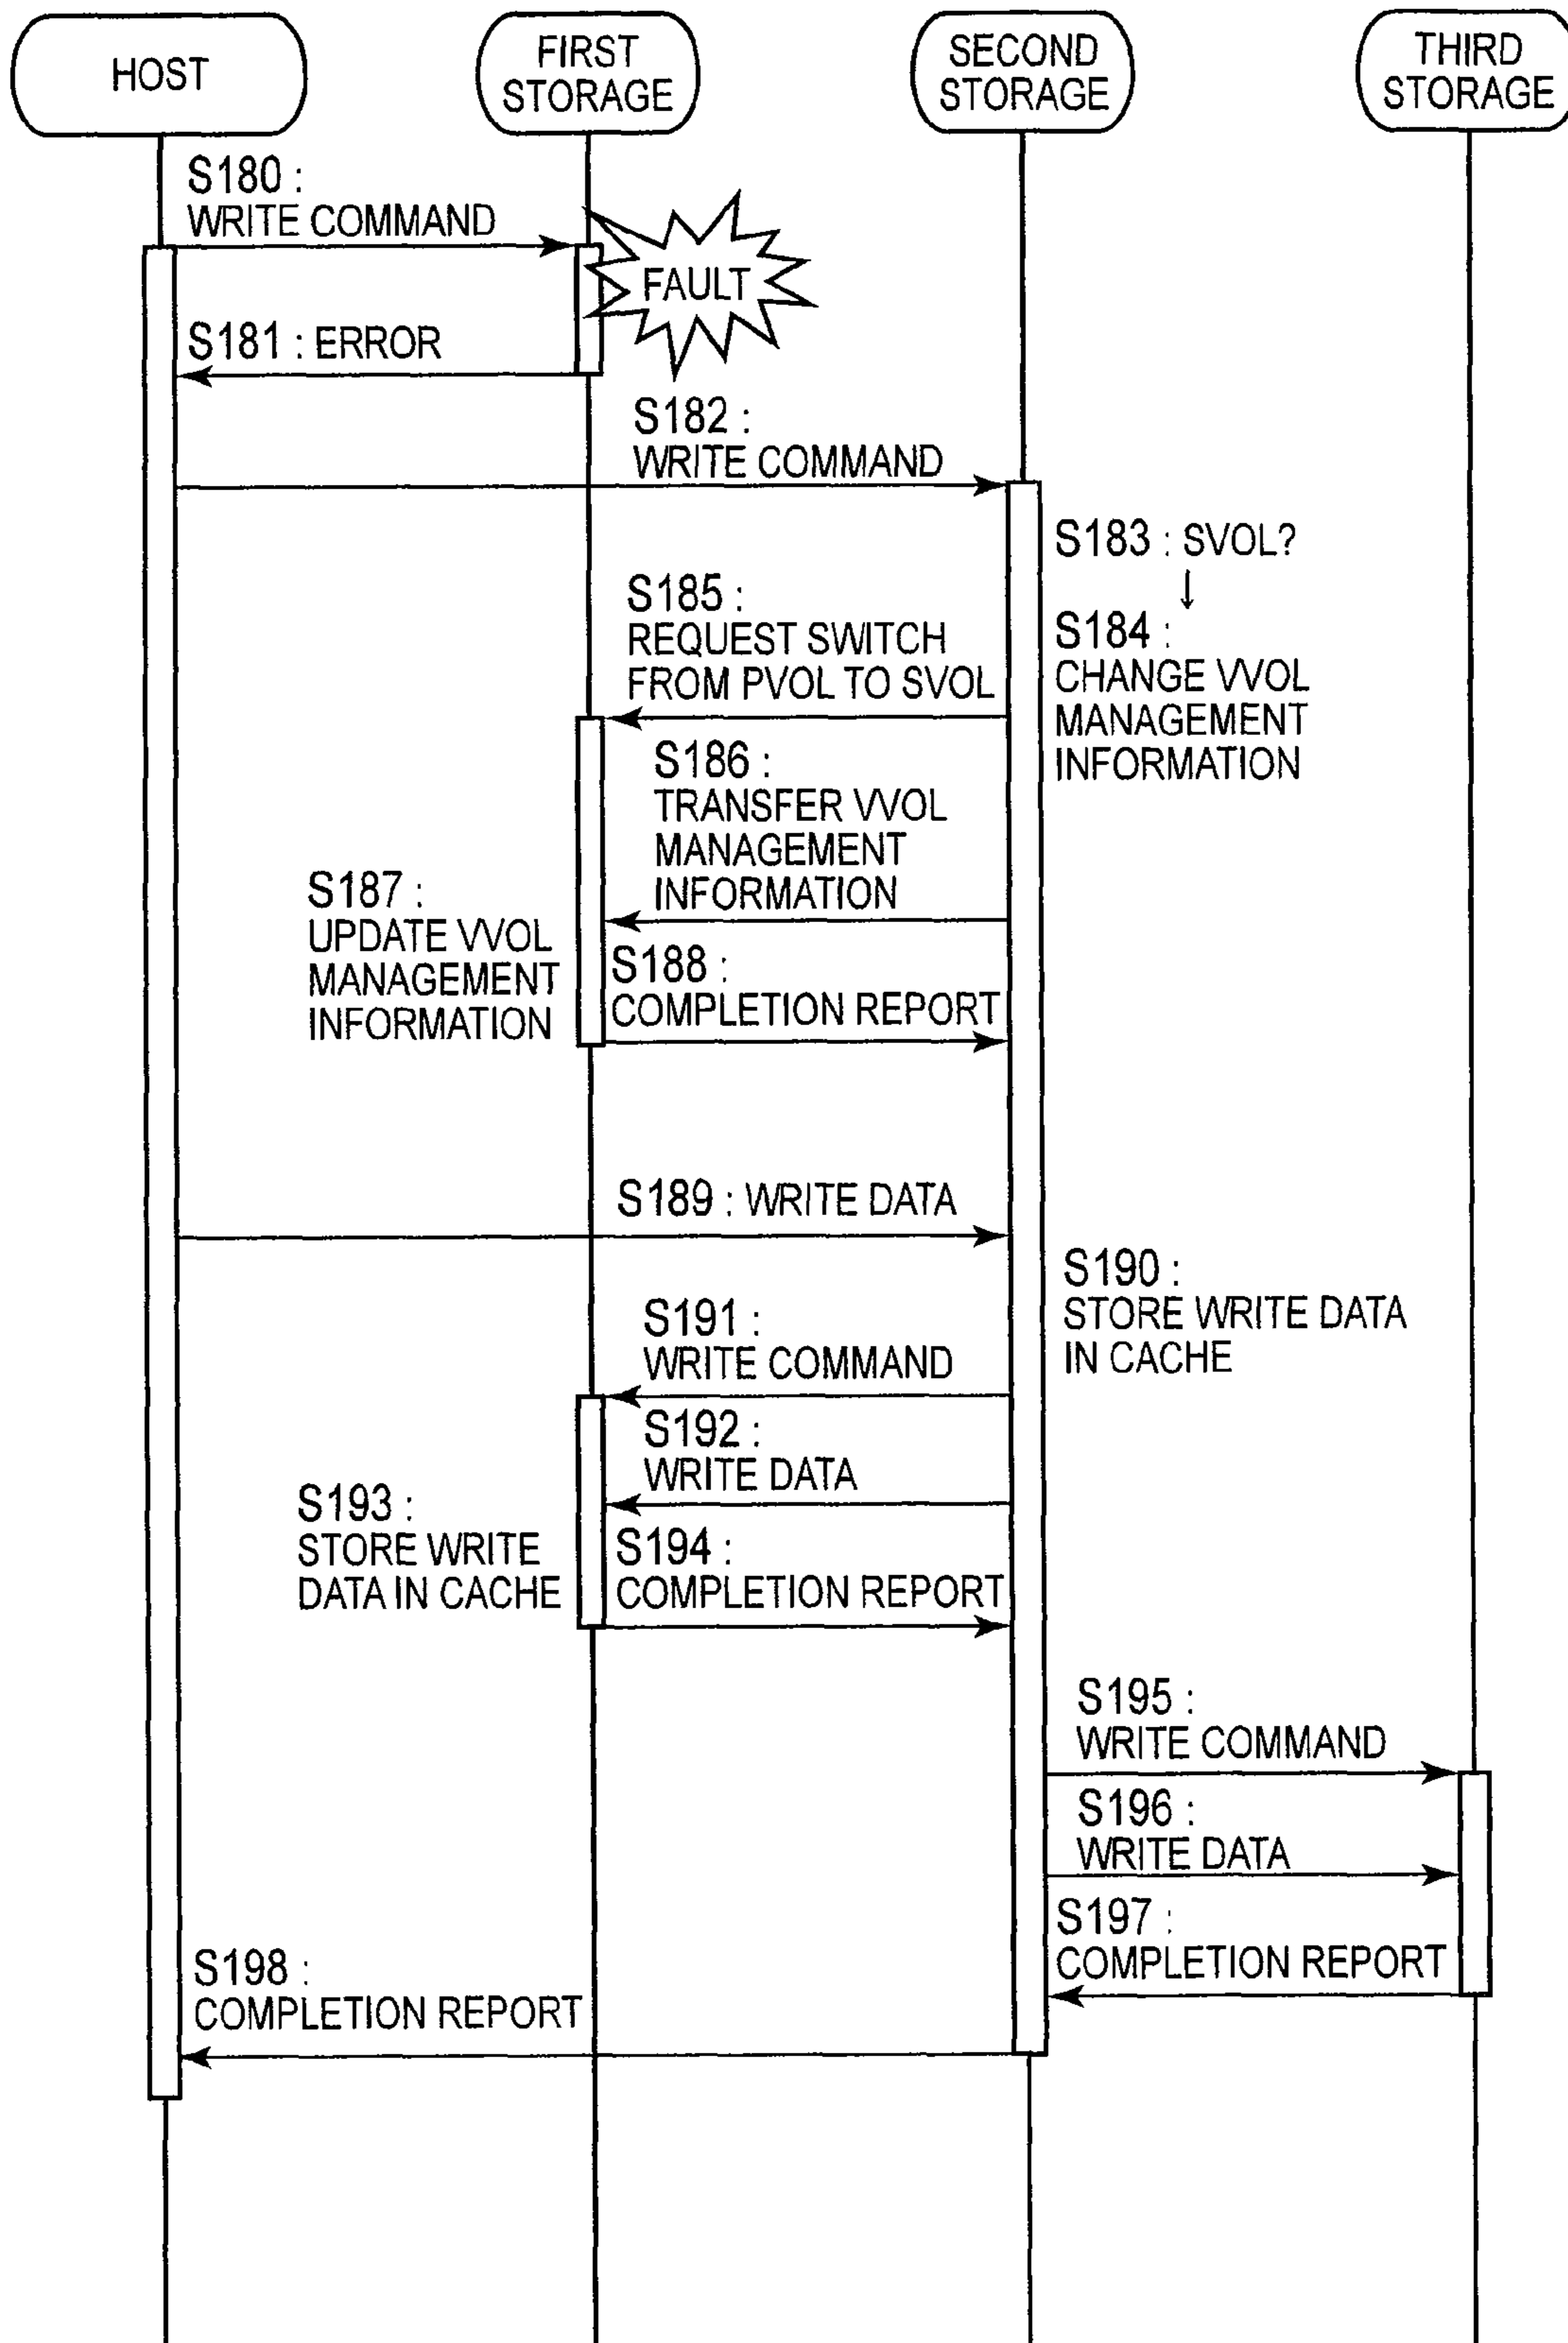 HOST
FIRST
STORAGE
SECOND
STORAGE
THIRD
STORAGE
S180 :
WRITE COMMAND
FAULT
S181 : ERROR
S182 :
WRITE COMMAND
S183 : SVOL?
S185 :
REQUEST SWITCH
FROM PVOL TO SVOL
S184 :
CHANGE VVOL
MANAGEMENT
INFORMATION
S186 :
TRANSFER VVOL
MANAGEMENT
INFORMATION
S187 :
UPDATE VVOL
MANAGEMENT
INFORMATION
S188 :
COMPLETION REPORT
S189 : WRITE DATA
S190 :
STORE WRITE DATA
IN CACHE
S191 :
WRITE COMMAND
S192 :
WRITE DATA
S193 :
STORE WRITE
DATA IN CACHE
S194 :
COMPLETION REPORT
S195 :
WRITE COMMAND
S196 :
WRITE DATA
S197 :
COMPLETION REPORT
S198 :
COMPLETION REPORT